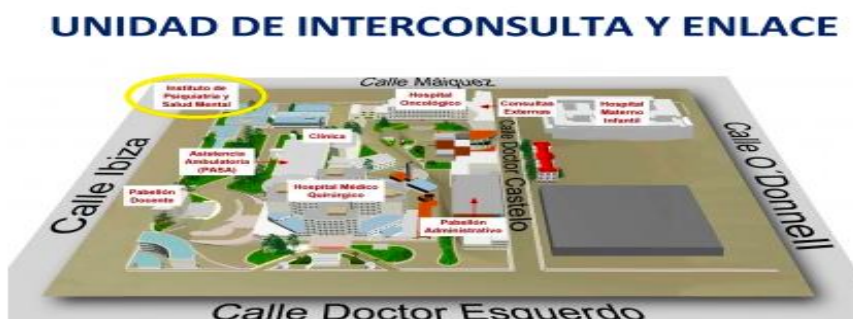 UNIDAD DE INTERCONSULTA Y ENLACE
Calle Máiquez
Instituto de
Psiquiatría y
Salud Mental
Hospital
Oncológico
Consultas
Externas
Hospital
Materno
Infantil
Clínica
Calle Ibiza
Asistencia
Ambulatoria
(PASA)
Calle Doctor Castelo
Calle O'Donnell
Pabellón
Docente
Hospital Médico
Quirúrgico
Pabellón
Administrativo
Calle Doctor Esquerdo